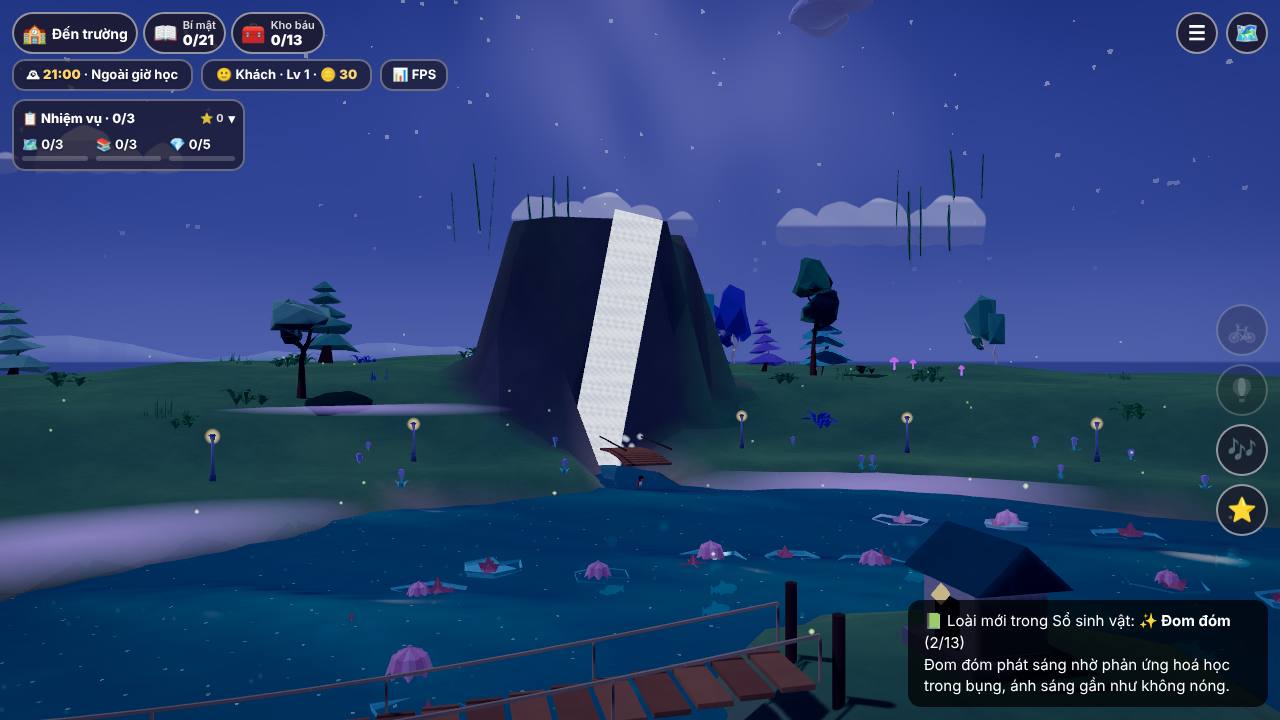 Đến trường
Bí mật
0/21
Kho báu
0/13
21:00 · Ngoài giờ học
Khách · Lv 1 · 30
FPS
Nhiệm vụ · 0/3
0 ▾
0/3
0/3
0/5
Loài mới trong Sổ sinh vật: ✨ Đom đóm
(2/13)
Đom đóm phát sáng nhờ phản ứng hoá học
trong bụng, ánh sáng gần như không nóng.